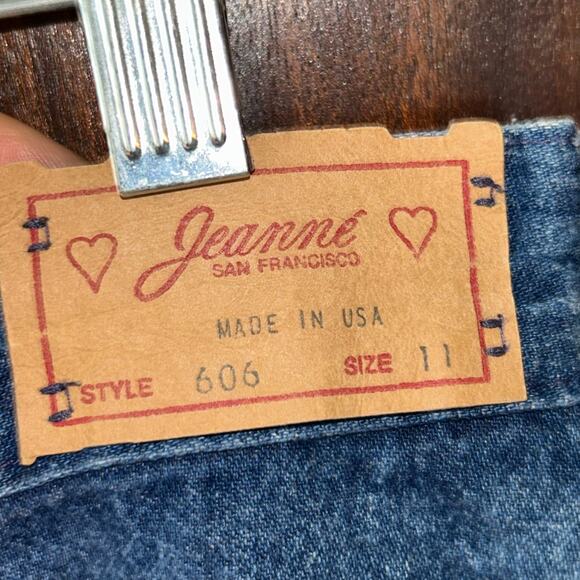 Jeanné
SAN FRANCISCO
MADE IN USA
STYLE 606 SIZE 11